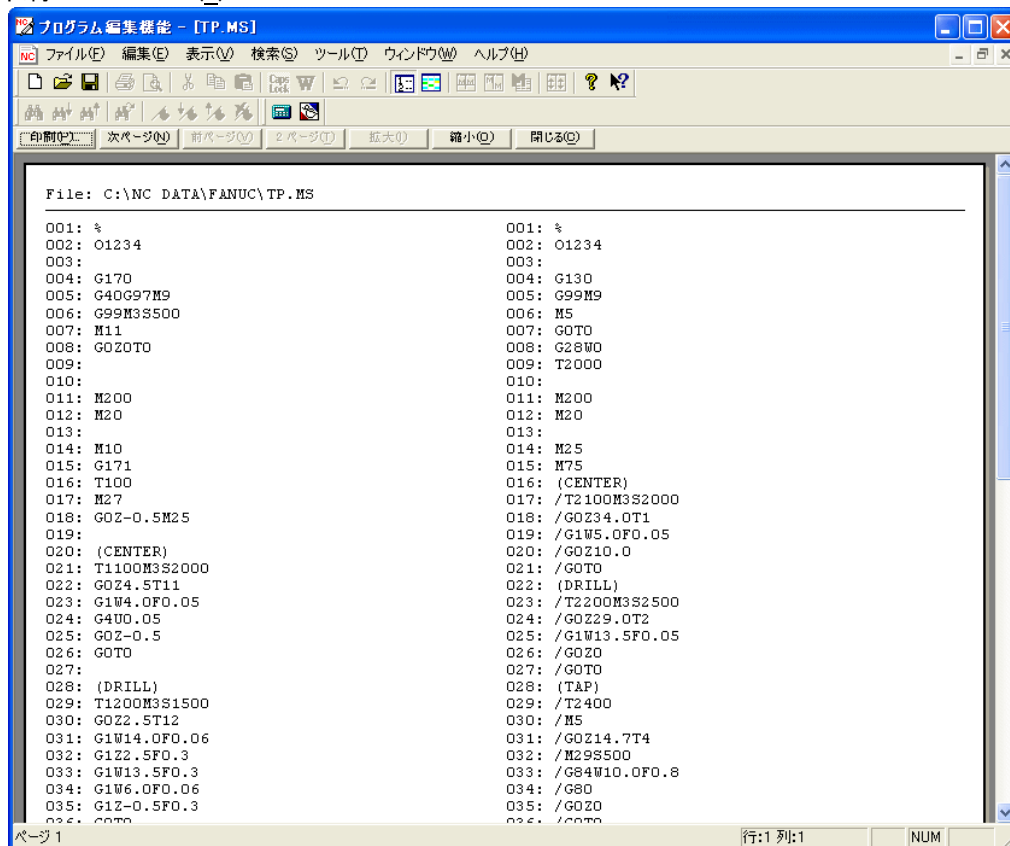 プログラム編集機能 - [TP.MS]
ファイル(F) 編集(E) 表示(V) 検索(S) ツール(T) ウィンドウ(W) ヘルプ(H)
印刷(P)... 次ページ(N) 前ページ(V) 2 ページ(T) 拡大(I) 縮小(O) 閉じる(C)
File: C:\NC DATA\FANUC\TP.MS
001: %
002: O1234
003:
004: G170
005: G40G97M9
006: G99M3S500
007: M11
008: G0Z0T0
009:
010:
011: M200
012: M20
013:
014: M10
015: G171
016: T100
017: M27
018: G0Z-0.5M25
019:
020: (CENTER)
021: T1100M3S2000
022: G0Z4.5T11
023: G1W4.0F0.05
024: G4U0.05
025: G0Z-0.5
026: G0T0
027:
028: (DRILL)
029: T1200M3S1500
030: G0Z2.5T12
031: G1W14.0F0.06
032: G1Z2.5F0.3
033: G1W13.5F0.3
034: G1W6.0F0.06
035: G1Z-0.5F0.3
036: G0T0
001: %
002: O1234
003:
004: G130
005: G99M9
006: M5
007: G0T0
008: G28W0
009: T2000
010:
011: M200
012: M20
013:
014: M25
015: M75
016: (CENTER)
017: /T2100M3S2000
018: /G0Z34.0T1
019: /G1W5.0F0.05
020: /G0Z10.0
021: /G0T0
022: (DRILL)
023: /T2200M3S2500
024: /G0Z29.0T2
025: /G1W13.5F0.05
026: /G0Z0
027: /G0T0
028: (TAP)
029: /T2400
030: /M5
031: /G0Z14.7T4
032: /M29S500
033: /G84W10.0F0.8
034: /G80
035: /G0Z0
036: /G0T0
ページ 1 行:1 列:1 NUM